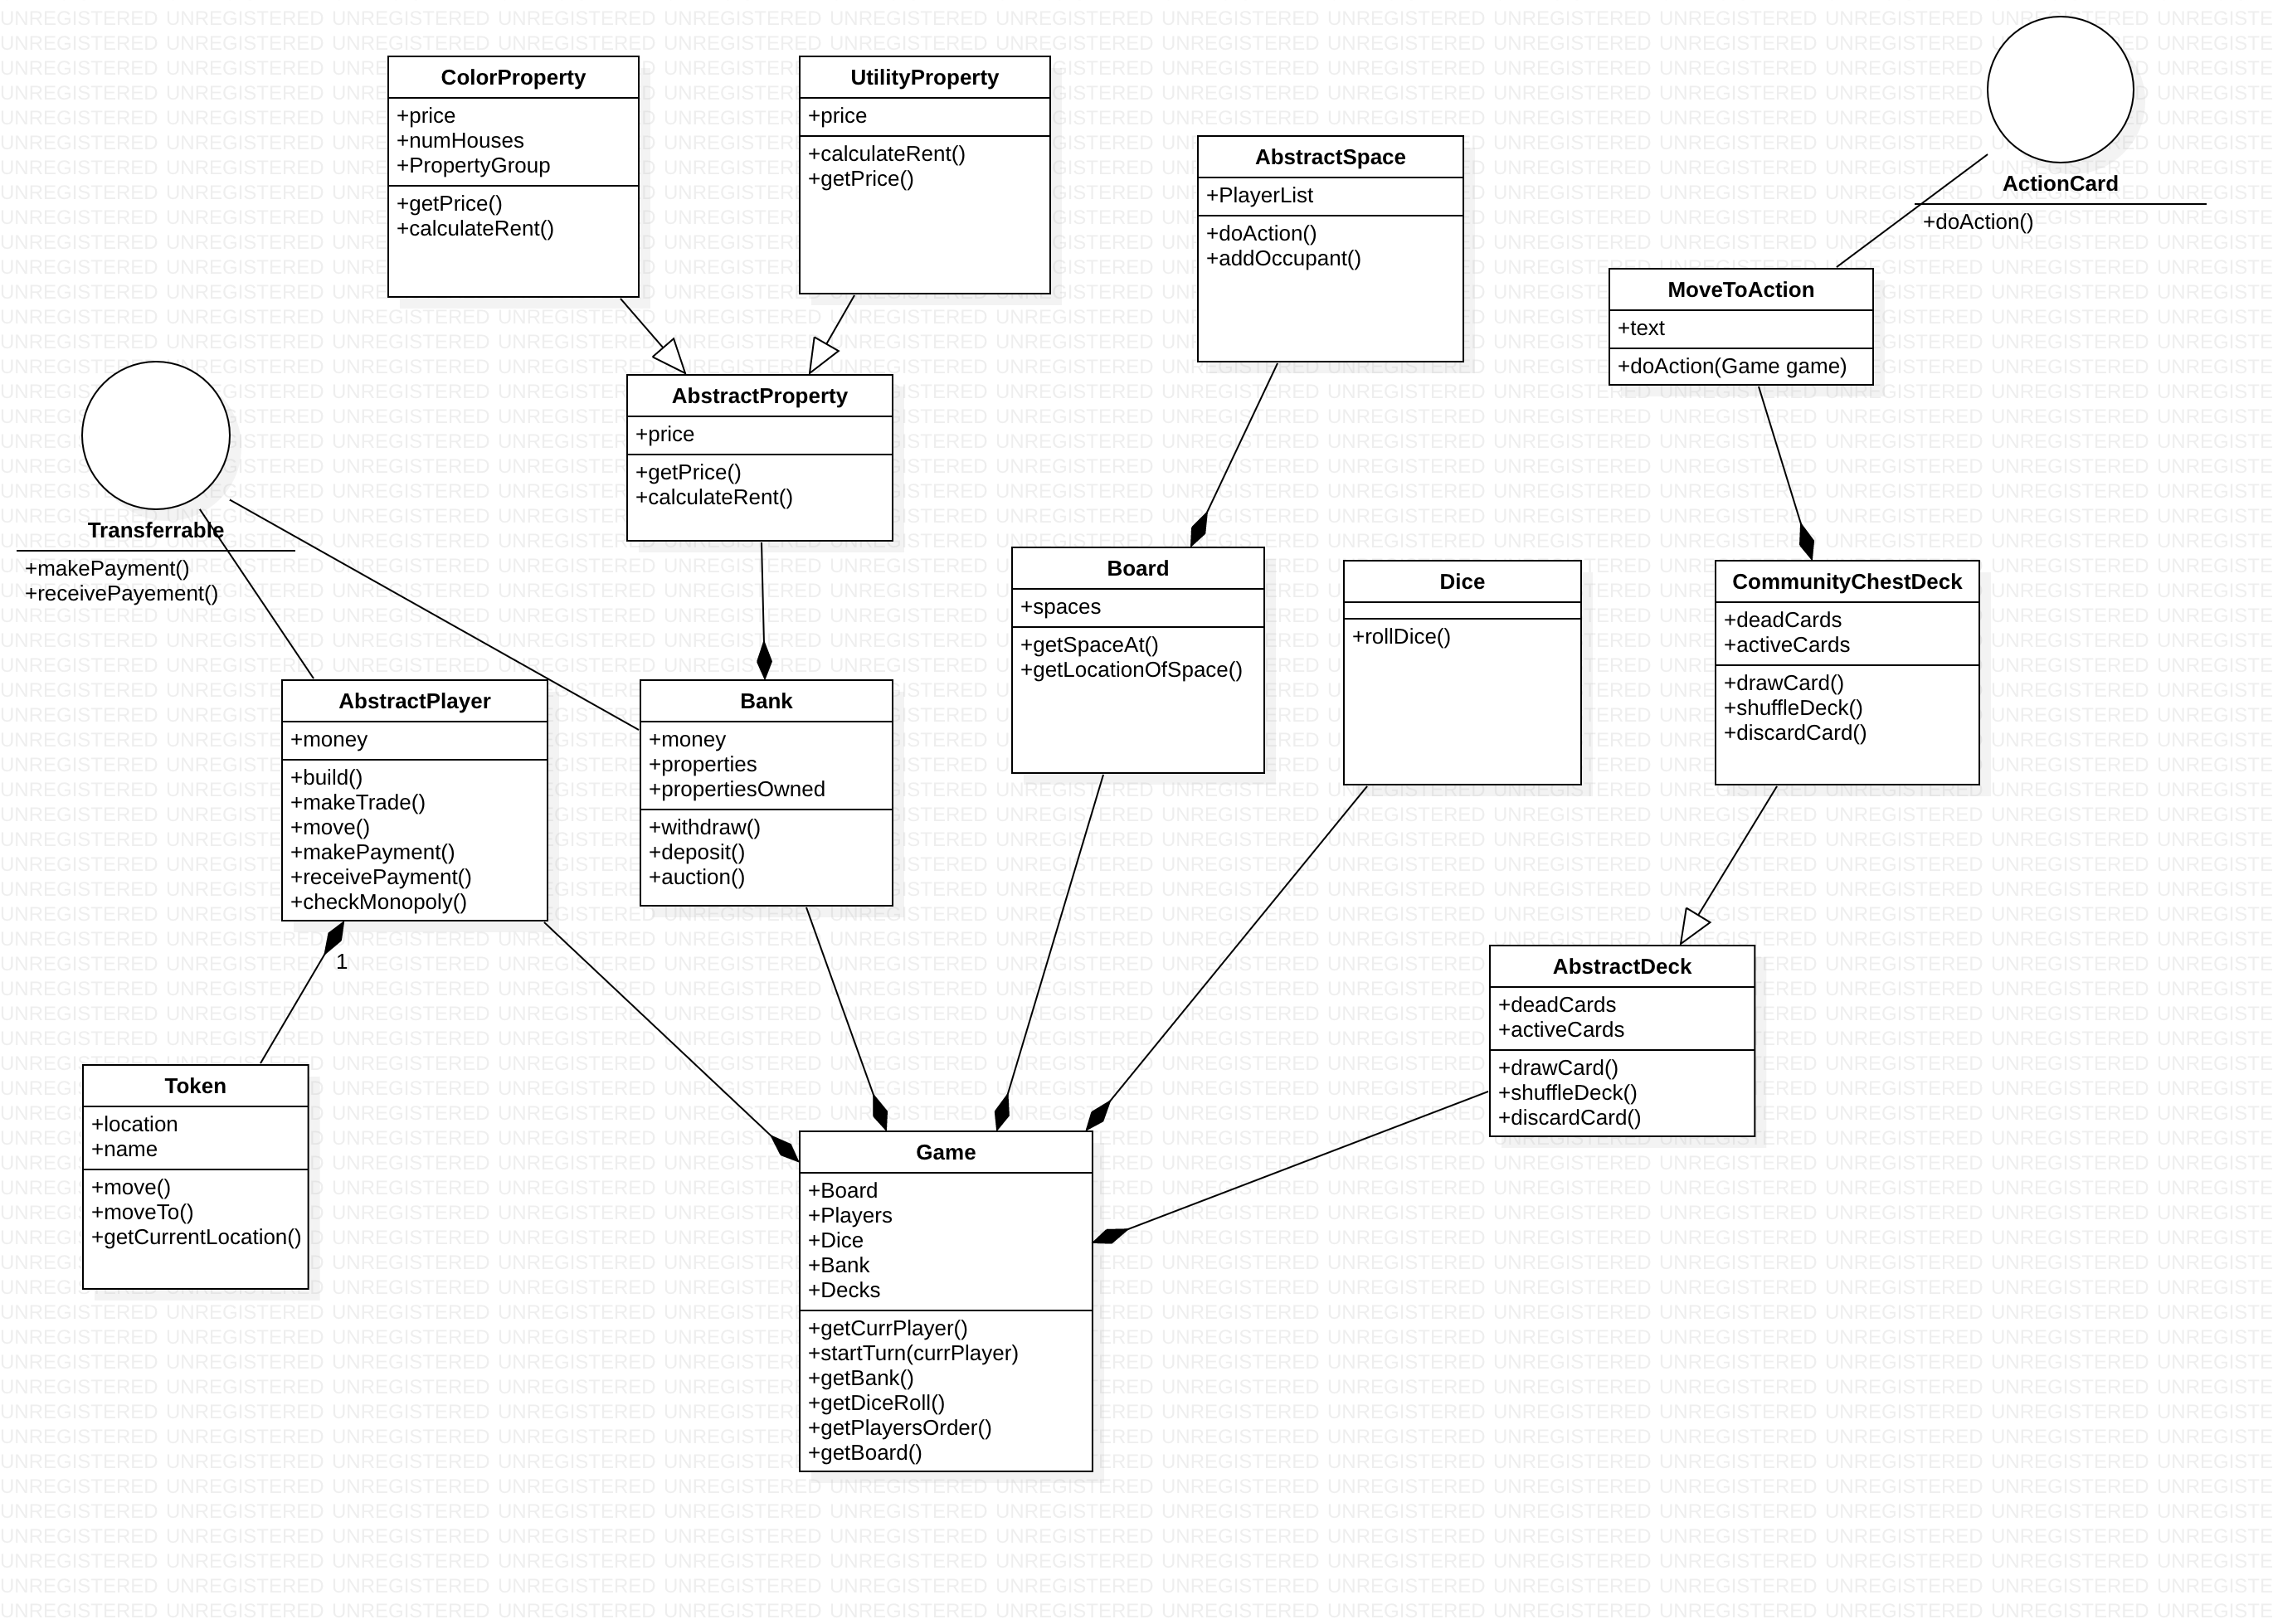 ColorProperty
+price
+numHouses
+PropertyGroup
+getPrice()
+calculateRent()
UtilityProperty
+price
+calculateRent()
+getPrice()
AbstractSpace
+PlayerList
+doAction()
+addOccupant()
ActionCard
+doAction()
MoveToAction
+text
+doAction(Game game)
Transferrable
+makePayment()
+receivePayement()
AbstractProperty
+price
+getPrice()
+calculateRent()
Board
+spaces
+getSpaceAt()
+getLocationOfSpace()
Dice
+rollDice()
CommunityChestDeck
+deadCards
+activeCards
+drawCard()
+shuffleDeck()
+discardCard()
AbstractPlayer
+money
+build()
+makeTrade()
+move()
+makePayment()
+receivePayment()
+checkMonopoly()
1
Bank
+money
+properties
+propertiesOwned
+withdraw()
+deposit()
+auction()
AbstractDeck
+deadCards
+activeCards
+drawCard()
+shuffleDeck()
+discardCard()
Token
+location
+name
+move()
+moveTo()
+getCurrentLocation()
Game
+Board
+Players
+Dice
+Bank
+Decks
+getCurrPlayer()
+startTurn(currPlayer)
+getBank()
+getDiceRoll()
+getPlayersOrder()
+getBoard()
UNREGISTERED